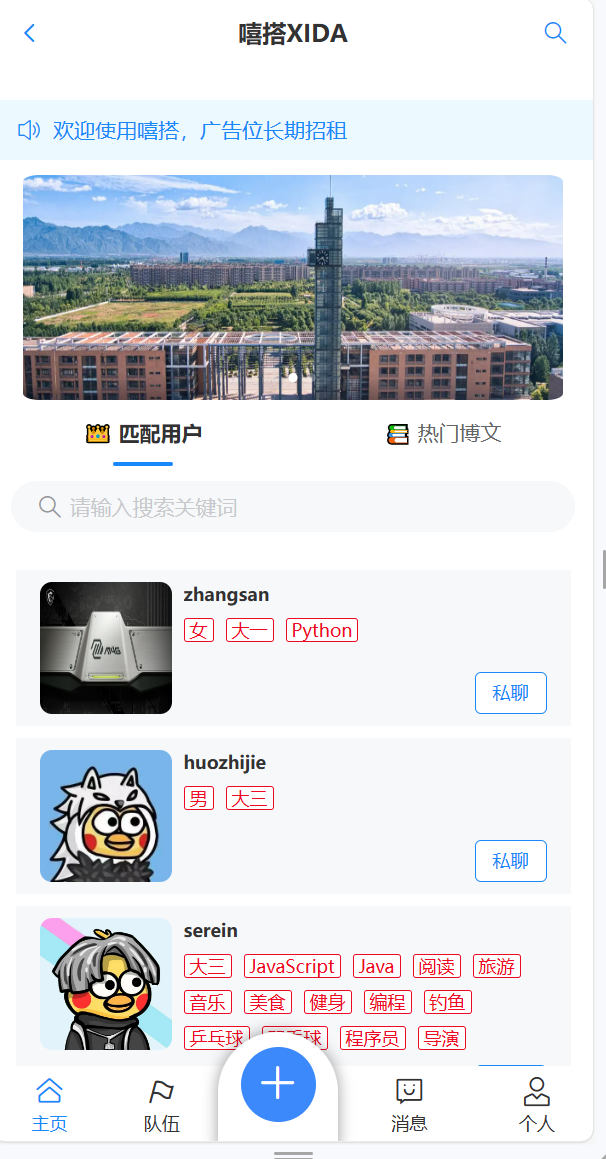 嘻搭XIDA
欢迎使用嘻搭，广告位长期招租
匹配用户 热门博文
请输入搜索关键词
zhangsan
女 大一 Python
MAG
私聊
huozhijie
男 大三
私聊
serein
大三 JavaScript Java 阅读 旅游
音乐 美食 健身 编程 钓鱼
乒乓球 程序员 导演
主页 队伍 消息 个人